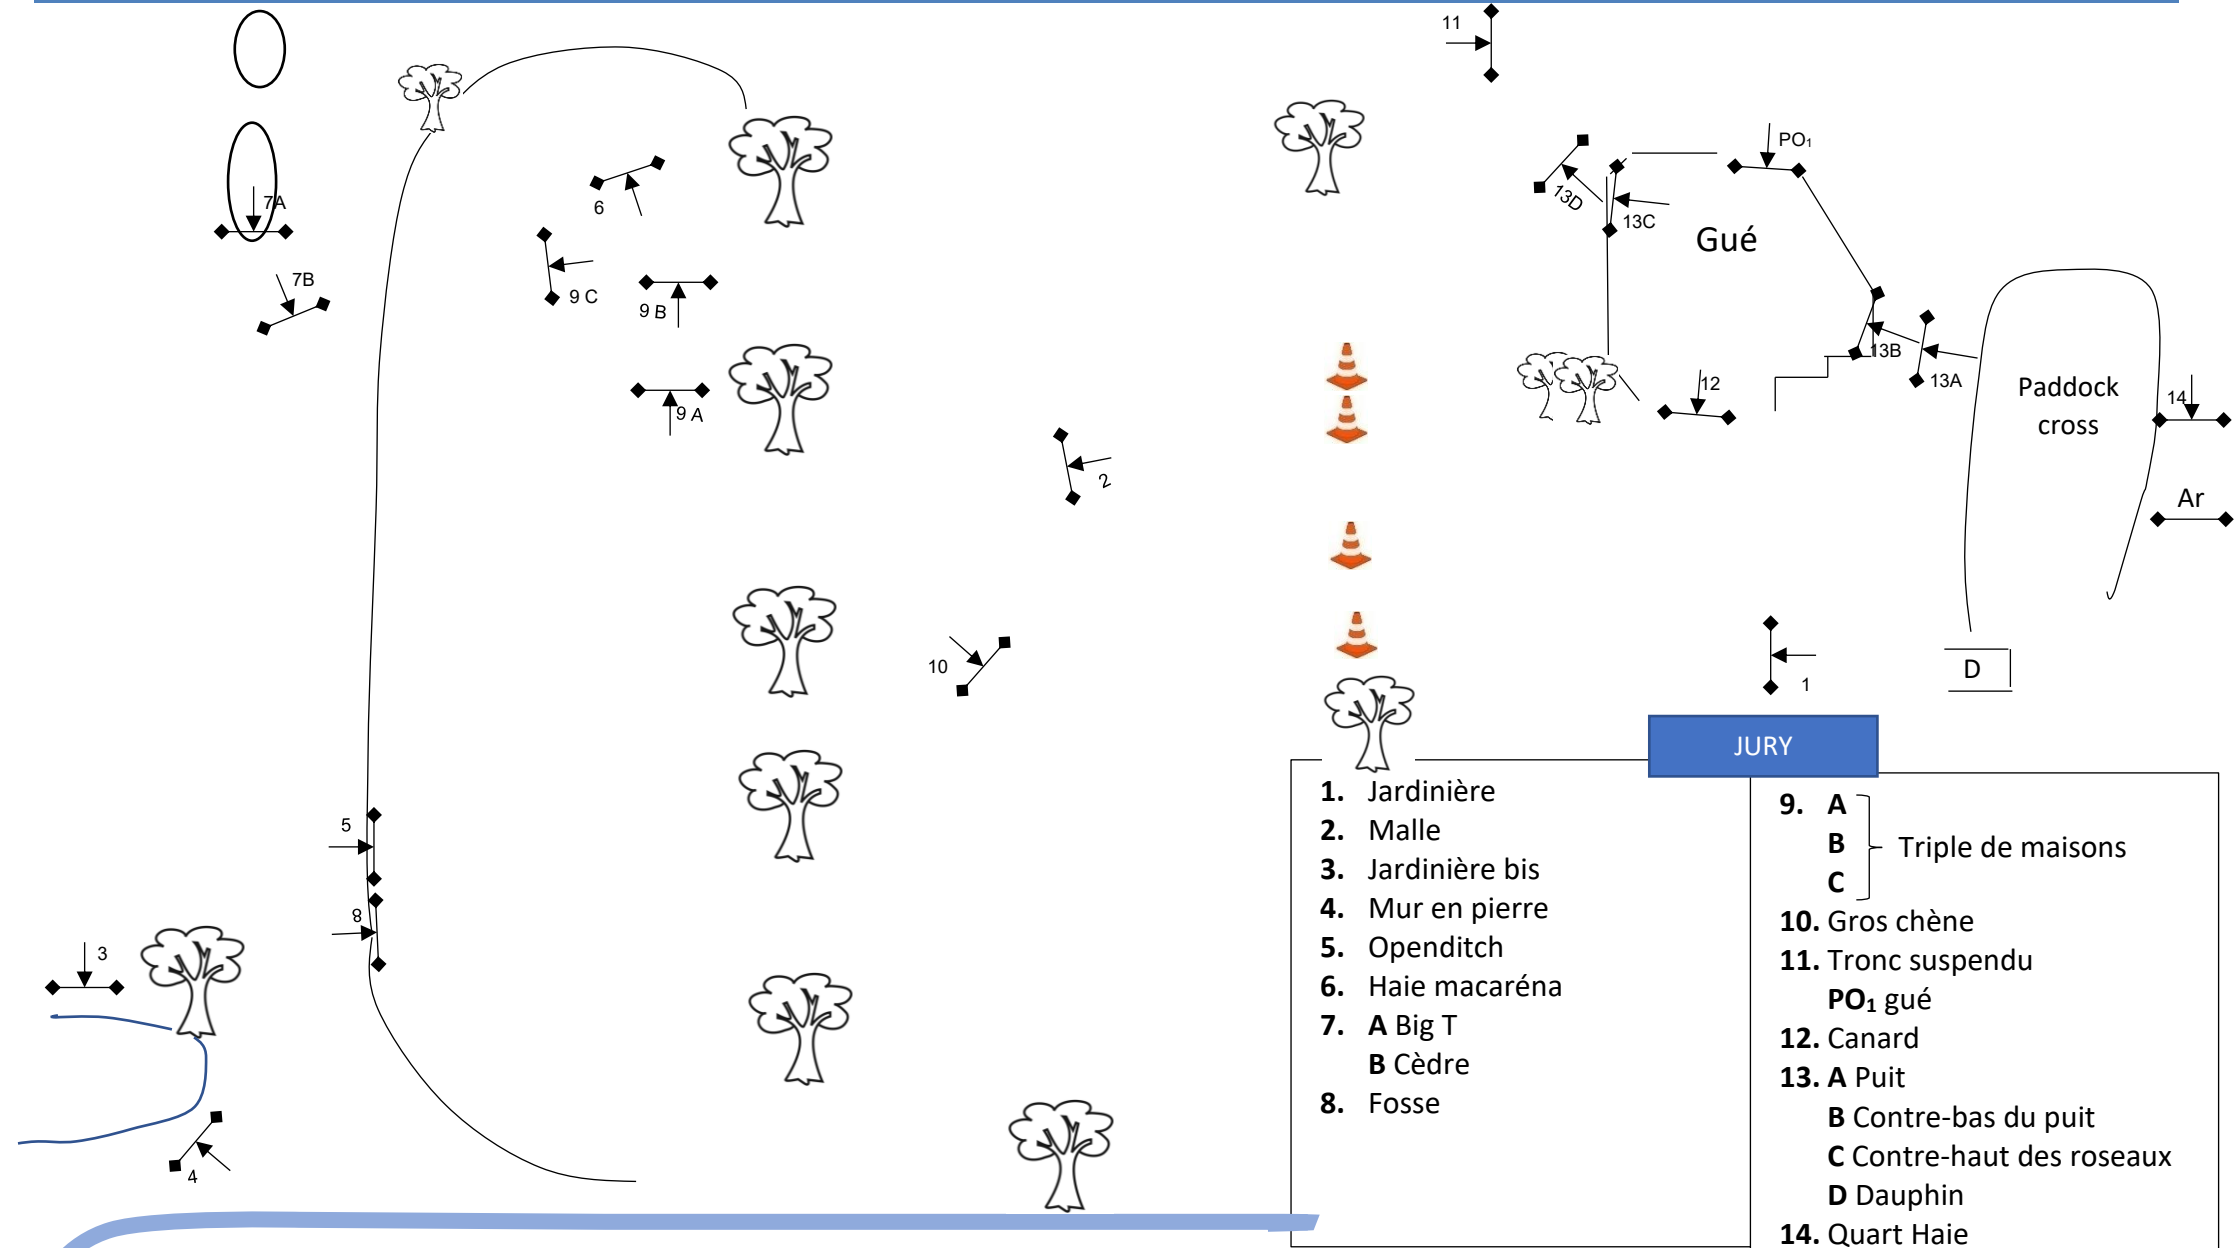 11
PO₁
7A
6
13D
13C
Gué
7B
9 C
9 B
13B
13A
12
Paddock
cross
14
9 A
2
Ar
10
1
D
JURY
5
8
3
4
1. Jardinière
2. Malle
3. Jardinière bis
4. Mur en pierre
5. Openditch
6. Haie macaréna
7. A Big T
B Cèdre
8. Fosse
9. A
B
C
Triple de maisons
10. Gros chène
11. Tronc suspendu
PO₁ gué
12. Canard
13. A Puit
B Contre-bas du puit
C Contre-haut des roseaux
D Dauphin
14. Quart Haie